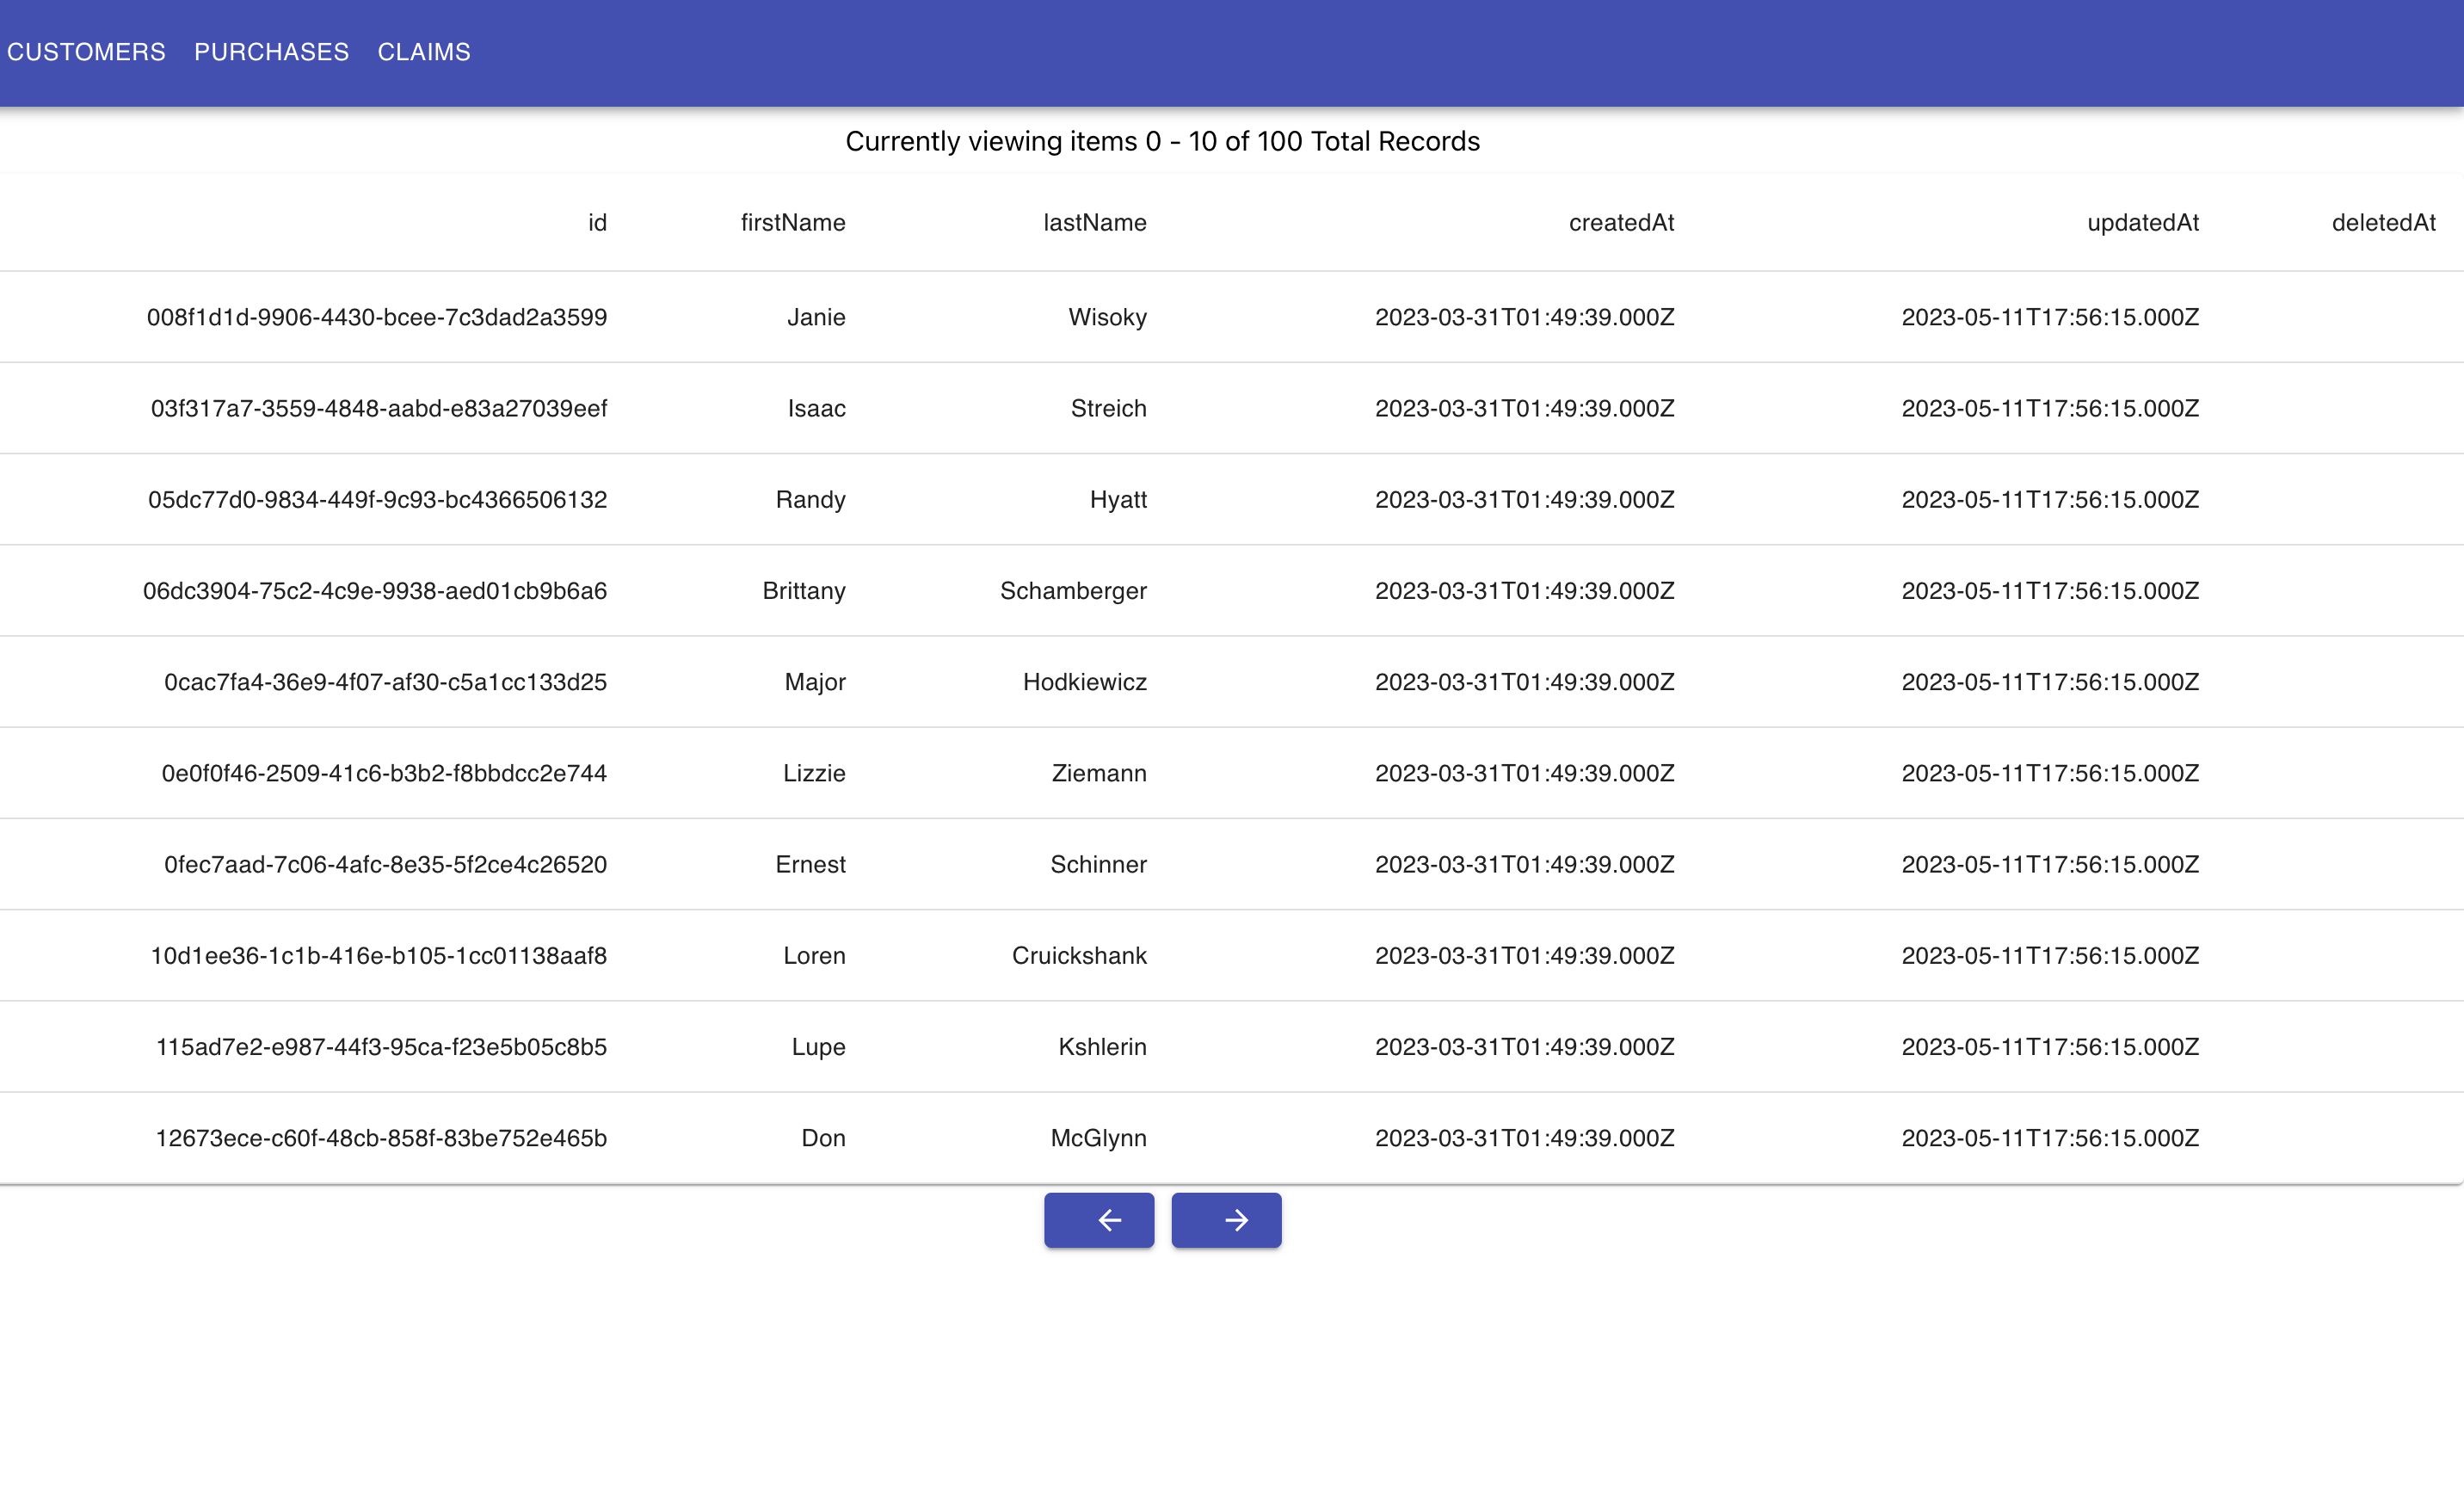 CUSTOMERS PURCHASES CLAIMS
Currently viewing items 0 - 10 of 100 Total Records
id firstName lastName createdAt updatedAt deletedAt
008f1d1d-9906-4430-bcee-7c3dad2a3599 Janie Wisoky 2023-03-31T01:49:39.000Z 2023-05-11T17:56:15.000Z
03f317a7-3559-4848-aabd-e83a27039eef Isaac Streich 2023-03-31T01:49:39.000Z 2023-05-11T17:56:15.000Z
05dc77d0-9834-449f-9c93-bc4366506132 Randy Hyatt 2023-03-31T01:49:39.000Z 2023-05-11T17:56:15.000Z
06dc3904-75c2-4c9e-9938-aed01cb9b6a6 Brittany Schamberger 2023-03-31T01:49:39.000Z 2023-05-11T17:56:15.000Z
0cac7fa4-36e9-4f07-af30-c5a1cc133d25 Major Hodkiewicz 2023-03-31T01:49:39.000Z 2023-05-11T17:56:15.000Z
0e0f0f46-2509-41c6-b3b2-f8bbdcc2e744 Lizzie Ziemann 2023-03-31T01:49:39.000Z 2023-05-11T17:56:15.000Z
0fec7aad-7c06-4afc-8e35-5f2ce4c26520 Ernest Schinner 2023-03-31T01:49:39.000Z 2023-05-11T17:56:15.000Z
10d1ee36-1c1b-416e-b105-1cc01138aaf8 Loren Cruickshank 2023-03-31T01:49:39.000Z 2023-05-11T17:56:15.000Z
115ad7e2-e987-44f3-95ca-f23e5b05c8b5 Lupe Kshlerin 2023-03-31T01:49:39.000Z 2023-05-11T17:56:15.000Z
12673ece-c60f-48cb-858f-83be752e465b Don McGlynn 2023-03-31T01:49:39.000Z 2023-05-11T17:56:15.000Z